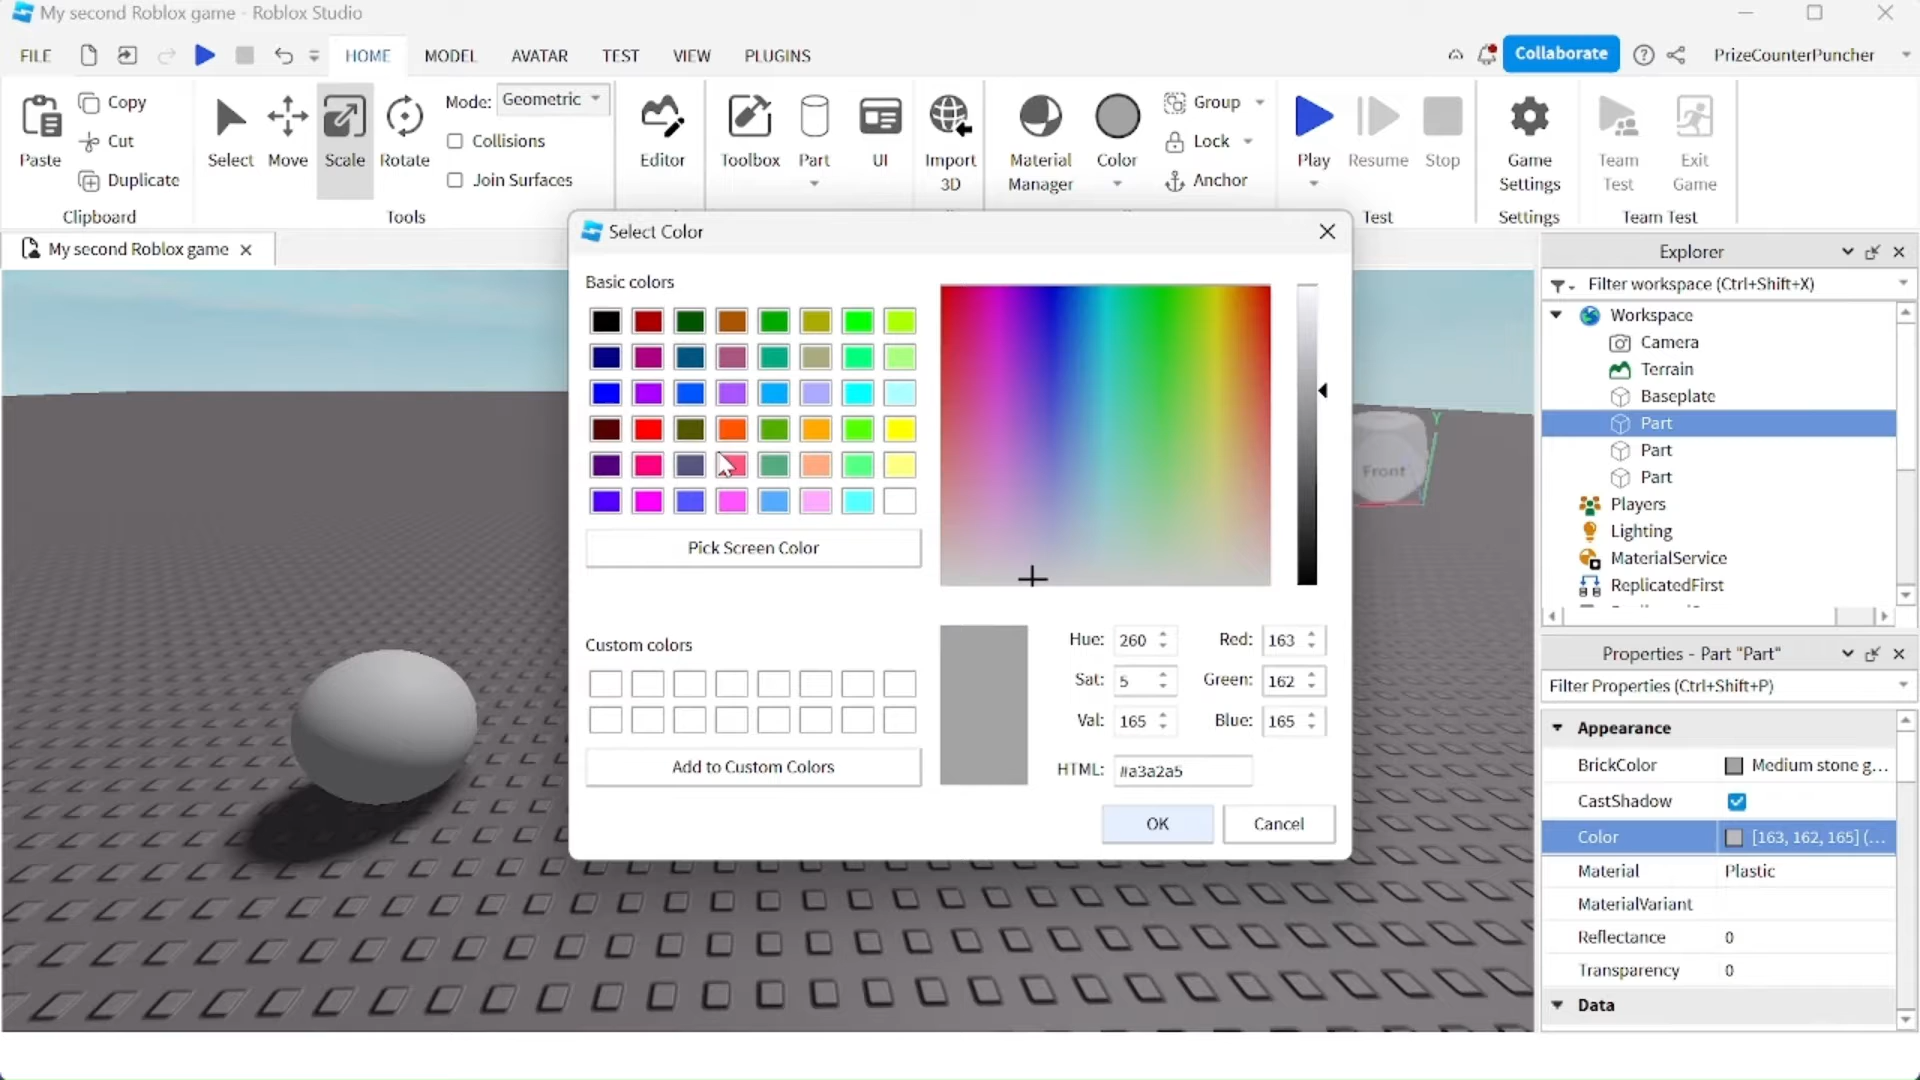 My second Roblox game - Roblox Studio
FILE HOME MODEL AVATAR TEST VIEW PLUGINS Collaborate PrizeCounterPuncher
Paste
Copy
Cut
Duplicate
Clipboard
Select Move Scale Rotate
Mode: Geometric
Collisions
Join Surfaces
Tools
Editor
Toolbox Part UI
Import
3D
Material
Manager
Color
Group
Lock
Anchor
Play Resume Stop
Test
Game
Settings
Settings
Team
Test
Exit
Game
Team Test
My second Roblox game
Select Color
Basic colors
Pick Screen Color
Custom colors
Add to Custom Colors
Hue: 260 Red: 163
Sat: 5 Green: 162
Val: 165 Blue: 165
HTML: #a3a2a5
OK Cancel
Front
Y
Explorer
Filter workspace (Ctrl+Shift+X)
Workspace
Camera
Terrain
Baseplate
Part
Part
Part
Players
Lighting
MaterialService
ReplicatedFirst
Properties - Part "Part"
Filter Properties (Ctrl+Shift+P)
Appearance
BrickColor Medium stone g...
CastShadow
Color [163, 162, 165] (...
Material Plastic
MaterialVariant
Reflectance 0
Transparency 0
Data